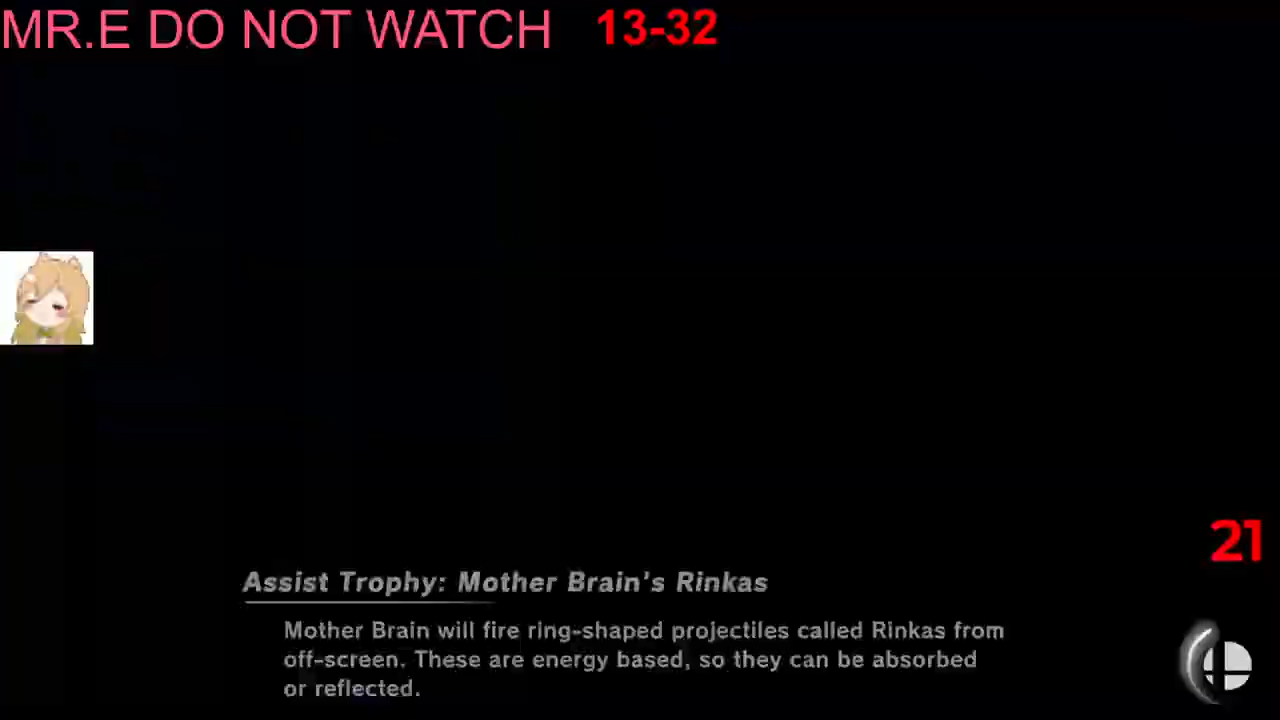 MR.E DO NOT WATCH 13-32
21
Assist Trophy: Mother Brain's Rinkas
Mother Brain will fire ring-shaped projectiles called Rinkas from
off-screen. These are energy based, so they can be absorbed
or reflected.